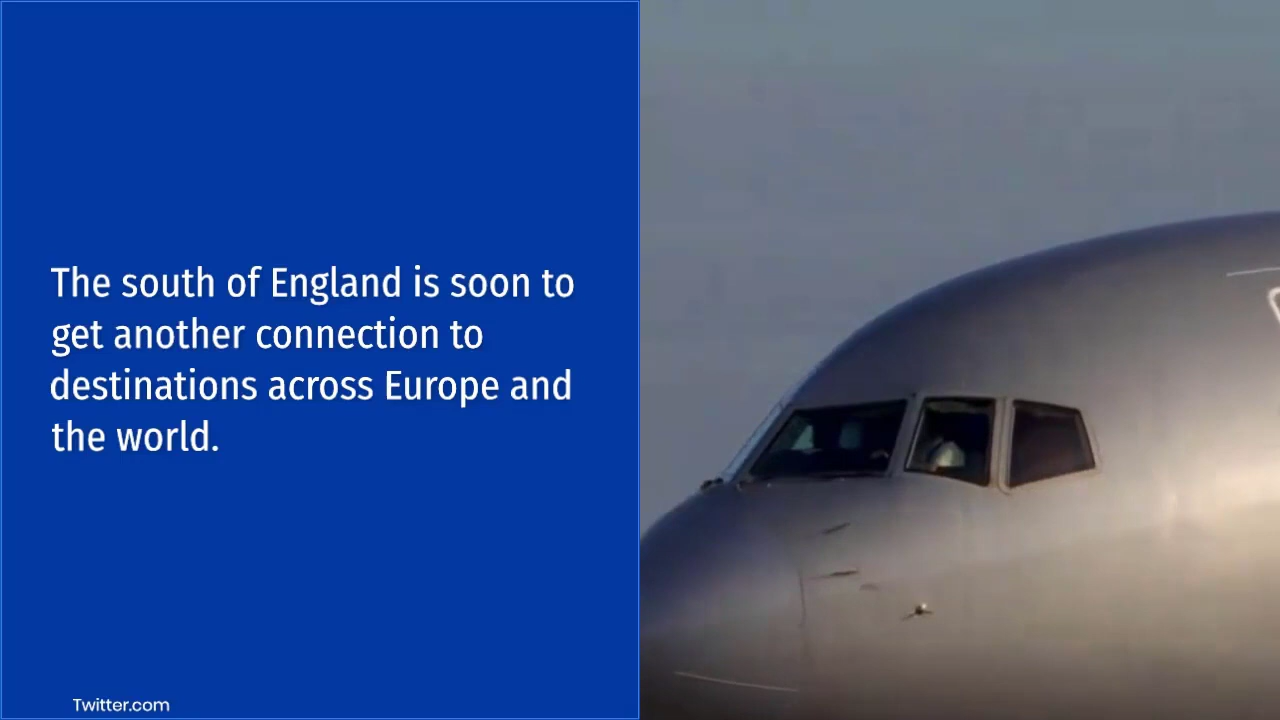 The south of England is soon to
get another connection to
destinations across Europe and
the world.
Twitter.com